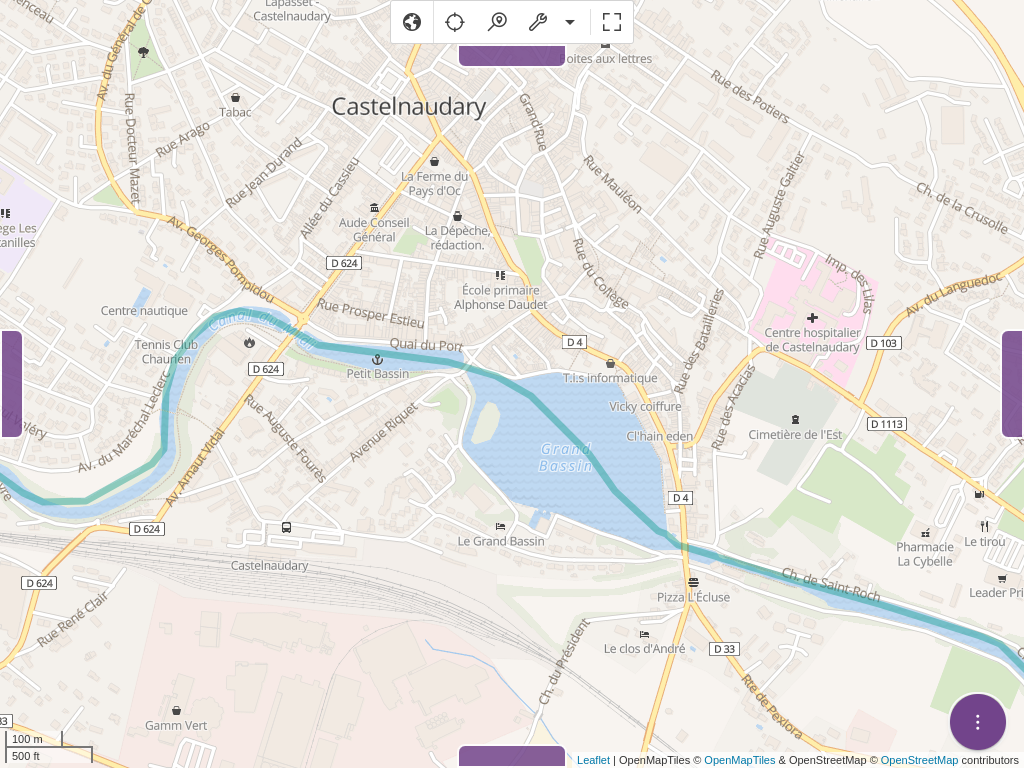 Lapasset -
Castelnaudary
oites aux lettres
Av. du Général de G
Rue des Potiers
Castelnaudary
Tabac
Grand'Rue
Rue Docteur Mazet
Rue Arago
Rue Jean Durand
Allée du Cassieu
La Ferme du
Pays d'Oc
Rue Mauléon
Rue Auguste Galtier
Ch. de la Crusolle
ege Les
tanilles
Aude Conseil
Général
La Dépêche,
rédaction.
Av. Georges Pompidou
D 624
École primaire
Alphonse Daudet
Rue du Collège
Imp. des Lilas
Av. du Languedoc
Centre nautique
Canal du Midi
Rue Prosper Estieu
Rue des Batailleries
Centre hospitalier
de Castelnaudary
D 103
Tennis Club
Chaurien
Quai du Port
D 4
Petit Bassin
D 624
T.i.s informatique
Av. du Maréchal Leclerc
Rue Auguste Fourès
Avenue Riquet
Vicky coiffure
Rue des Acacias
ul Valéry
Cl'hain eden
Cimetière de l'Est
D 1113
Grand
Bassin
Av. Arnaut Vidal
D 4
D 624
Le Grand Bassin
Pharmacie
La Cybelle
Le tirou
Castelnaudary
D 624
Ch. de Saint-Roch
Leader Pri
Pizza L'Écluse
Rue René Clair
Le clos d'André
D 33
Ch. du Président
Rte de Pexiora
Gamm Vert
33
100 m
500 ft
Leaflet | OpenMapTiles © OpenMapTiles & OpenStreetMap © OpenStreetMap contributors